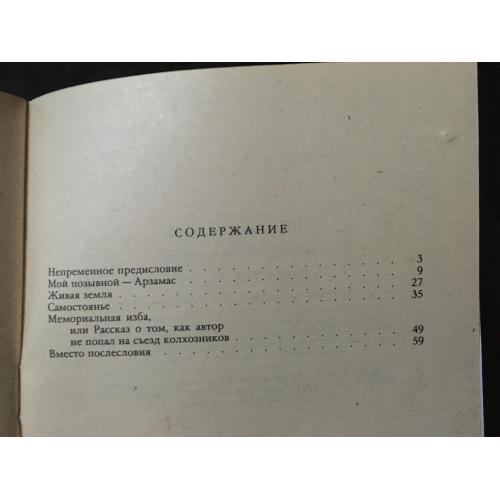 СОДЕРЖАНИЕ
Непременное предисловие . . . . . . . . . . . . 3
Мой позывной — Арзамас . . . . . . . . . . . . 9
Живая земля . . . . . . . . . . . . . . . . 27
Самостоянье . . . . . . . . . . . . . . . . 35
Мемориальная изба,
или Рассказ о том, как автор
не попал на съезд колхозников . . . . . . . . . 49
Вместо послесловия . . . . . . . . . . . . . 59